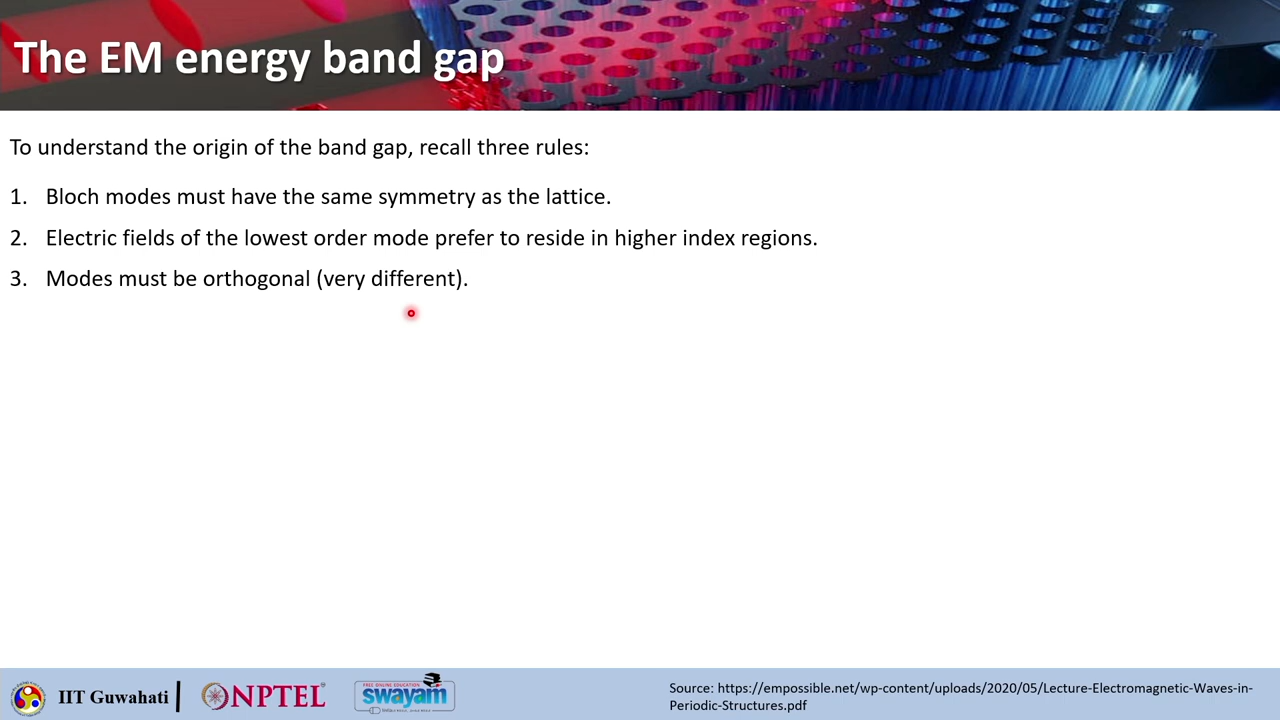 The EM energy band gap
To understand the origin of the band gap, recall three rules:
1. Bloch modes must have the same symmetry as the lattice.
2. Electric fields of the lowest order mode prefer to reside in higher index regions.
3. Modes must be orthogonal (very different).
IIT Guwahati
NPTEL
FREE ONLINE EDUCATION
swayam
Source: https://empossible.net/wp-content/uploads/2020/05/Lecture-Electromagnetic-Waves-in-
Periodic-Structures.pdf